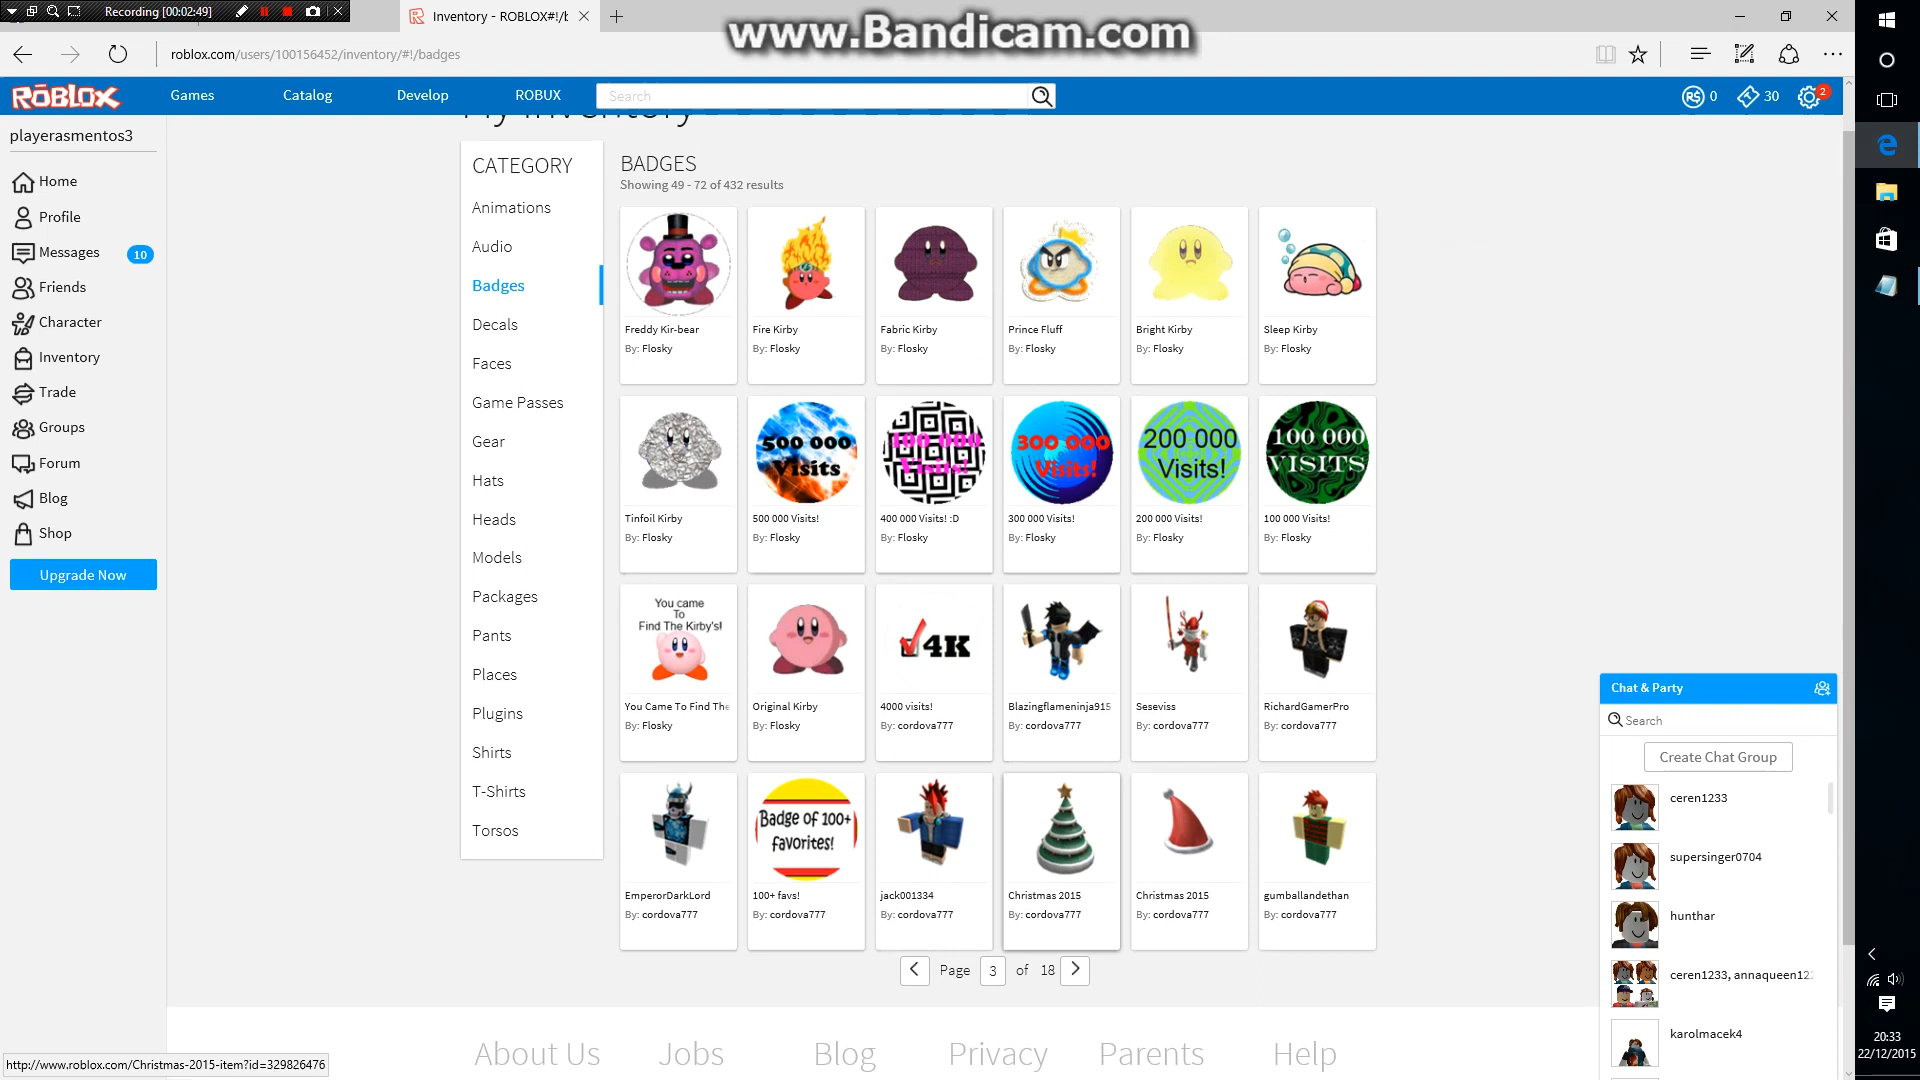 Recording [00:02:49]
Inventory - ROBLOX#!/b
www.Bandicam.com
roblox.com/users/100156452/inventory/#!/badges
ROBLOX
Games
Catalog
Develop
ROBUX
Search
R$ 0
30
2
playerasmentos3
Home
Profile
Messages 10
Friends
Character
Inventory
Trade
Groups
Forum
Blog
Shop
Upgrade Now
My Inventory
CATEGORY
Animations
Audio
Badges
Decals
Faces
Game Passes
Gear
Hats
Heads
Models
Packages
Pants
Places
Plugins
Shirts
T-Shirts
Torsos
BADGES
Showing 49 - 72 of 432 results
Freddy Kir-bear
By: Flosky
Fire Kirby
By: Flosky
Fabric Kirby
By: Flosky
Prince Fluff
By: Flosky
Bright Kirby
By: Flosky
Sleep Kirby
By: Flosky
Tinfoil Kirby
By: Flosky
500 000
Visits
500 000 Visits!
By: Flosky
400 000 Visits! :D
By: Flosky
300 000
Visits!
300 000 Visits!
By: Flosky
200 000
Visits!
200 000 Visits!
By: Flosky
100 000
VISITS
100 000 Visits!
By: Flosky
You came
To
Find The Kirby's!
You Came To Find The
By: Flosky
Original Kirby
By: Flosky
4K
4000 visits!
By: cordova777
Blazingflameninja915
By: cordova777
Seseviss
By: cordova777
RichardGamerPro
By: cordova777
EmperorDarkLord
By: cordova777
Badge of 100+
favorites!
100+ favs!
By: cordova777
jack001334
By: cordova777
Christmas 2015
By: cordova777
Christmas 2015
By: cordova777
gumballandethan
By: cordova777
Page 3 of 18
Chat & Party
Search
Create Chat Group
ceren1233
supersinger0704
hunthar
ceren1233, annaqueen122
karolmacek4
About Us
Jobs
Blog
Privacy
Parents
Help
http://www.roblox.com/Christmas-2015-item?id=329826476
20:33
22/12/2015